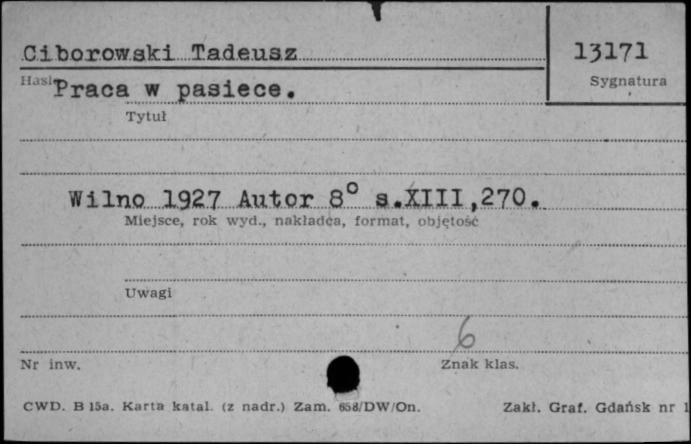 Ciborowski Tadeusz
13171
Hasło
Sygnatura
Praca w pasiece.
Tytuł
Wilno 1927 Autor 8° s.XIII,270.
Miejsce, rok wyd., nakładca, format, objętość
Uwagi
6
Nr inw.
Znak klas.
CWD. B 15a. Karta katal. (z nadr.) Zam. 658/DW/On.
Zakł. Graf. Gdańsk nr 1